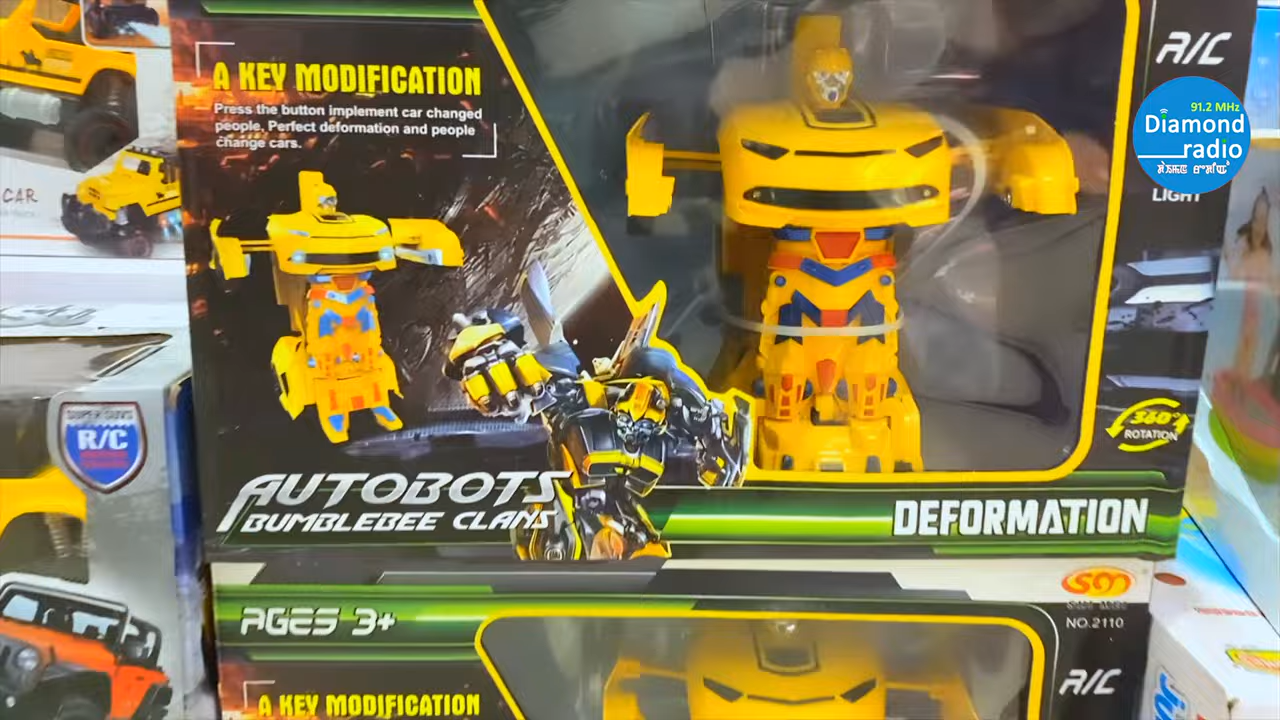 A KEY MODIFICATION
Press the button implement car changed
people, Perfect deformation and people
change cars.
R/C
91.2 MHz
Diamond
radio
LIGHT
CAR
R/C
360°
ROTATION
AUTOBOTS
BUMBLEBEE CLANS
DEFORMATION
AGES 3+
SM
NO.2110
R/C
A KEY MODIFICATION